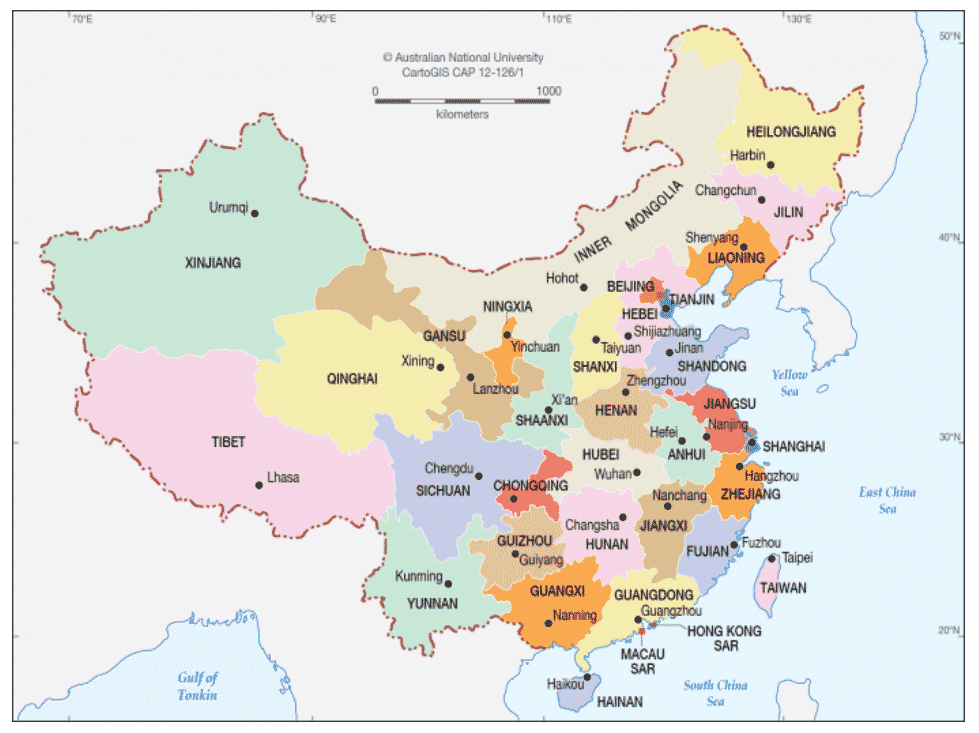 70°E
90°E
110°E
130°E
50°N
© Australian National University
CartoGIS CAP 12-126/1
0
1000
kilometers
HEILONGJIANG
Harbin
Changchun
JILIN
Urumqi
INNER MONGOLIA
Shenyang
40°N
LIAONING
XINJIANG
Hohot
BEIJING
TIANJIN
NINGXIA
HEBEI
GANSU
Shijiazhuang
Yinchuan
Taiyuan
Jinan
Xining
SHANXI
SHANDONG
QINGHAI
Lanzhou
Zhengzhou
Yellow
Sea
Xi'an
HENAN
JIANGSU
SHAANXI
Nanjing
Hefei
TIBET
30°N
SHANGHAI
HUBEI
ANHUI
Chengdu
Wuhan
Hangzhou
Lhasa
SICHUAN
CHONGQING
Nanchang
ZHEJIANG
East China
Sea
Changsha
JIANGXI
GUIZHOU
HUNAN
Fuzhou
FUJIAN
Guiyang
Taipei
Kunming
GUANGXI
GUANGDONG
TAIWAN
YUNNAN
Guangzhou
Nanning
20°N
HONG KONG
SAR
MACAU
SAR
Gulf of
Tonkin
Haikou
South China
Sea
HAINAN